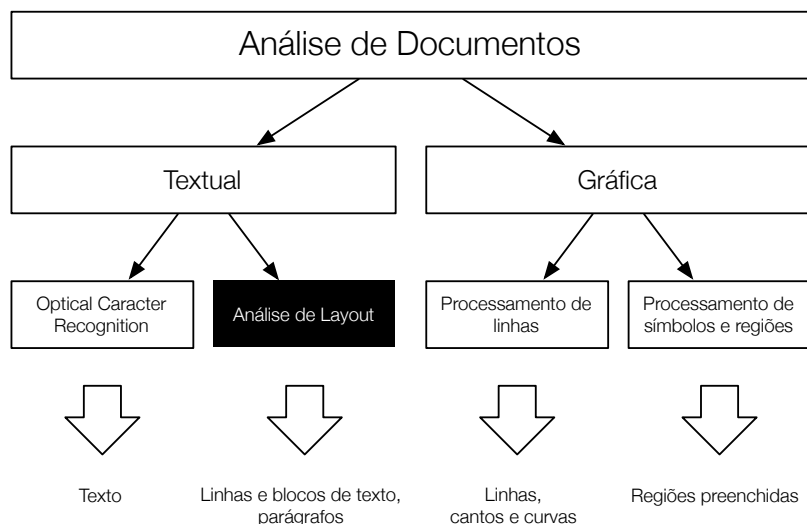 Análise de Documentos
Textual
Gráfica
Optical Caracter
Recognition
Análise de Layout
Processamento de
linhas
Processamento de
símbolos e regiões
Texto
Linhas e blocos de texto,
parágrafos
Linhas,
cantos e curvas
Regiões preenchidas